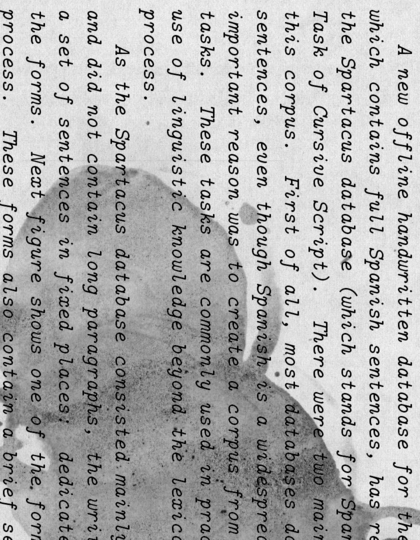 A new offline handwritten database for the
which contains full Spanish sentences, has re
the Spartacus database (which stands for Spar
Task of Cursive Script). There were two main
this corpus. First of all, most databases do
sentences, even though Spanish is a widespread
important reason was to create a corpus from
tasks. These tasks are commonly used in prac
use of linguistic knowledge beyond the lexico
process.
As the Spartacus database consisted mainly
and did not contain long paragraphs, the writ
a set of sentences in fixed places: dedicate
the forms. Next figure shows one of the form
process. These forms also contain a brief se